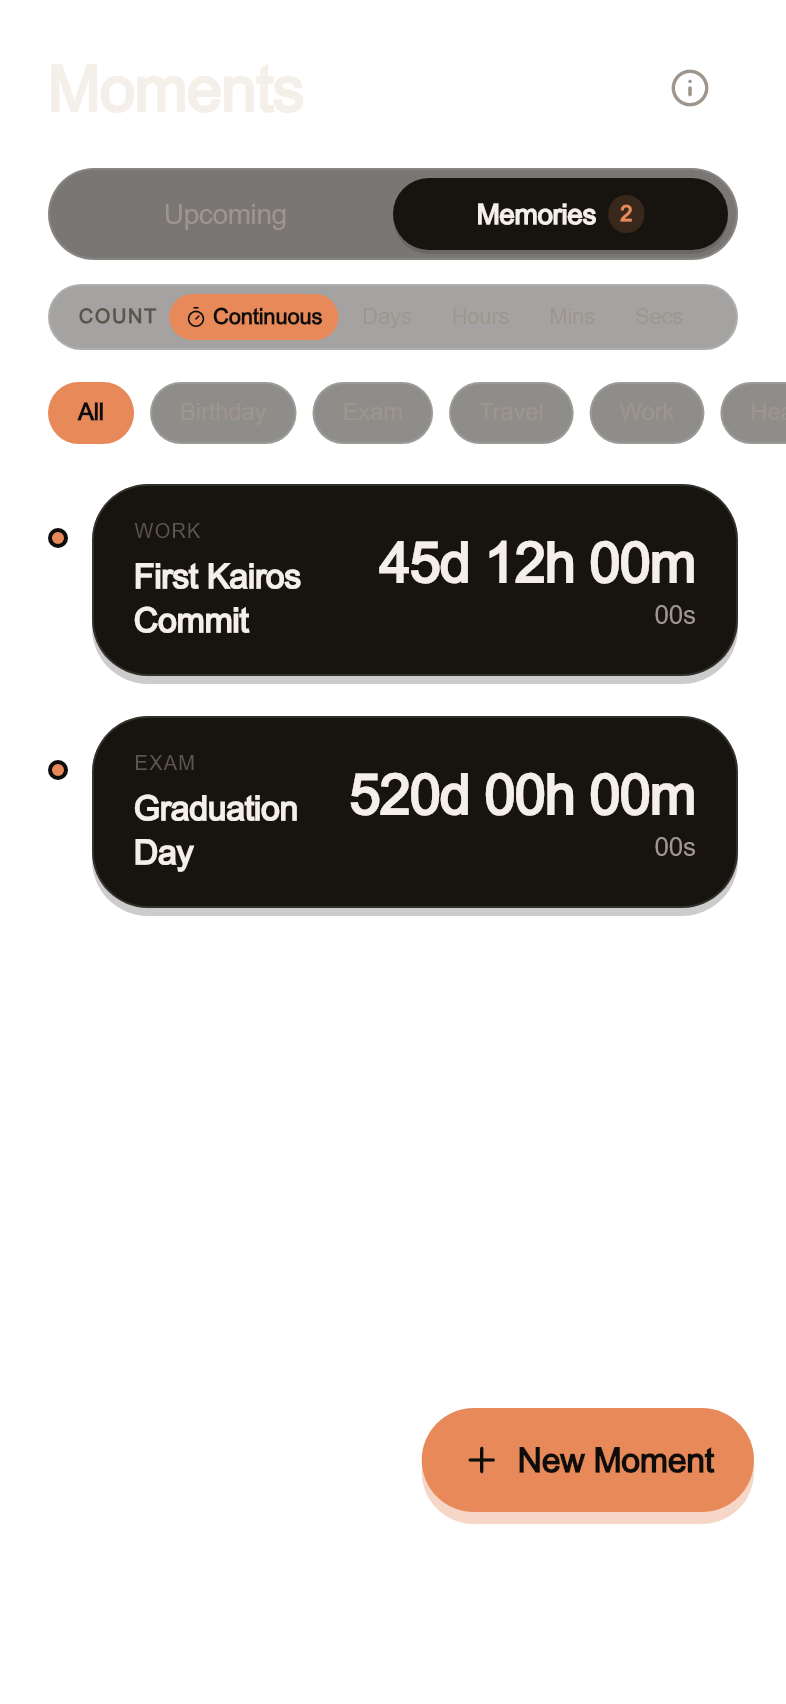 Moments
Upcoming
Memories 2
COUNT Continuous Days Hours Mins Secs
All Birthday Exam Travel Work Hea
WORK
First Kairos
Commit
45d 12h 00m
00s
EXAM
Graduation
Day
520d 00h 00m
00s
New Moment